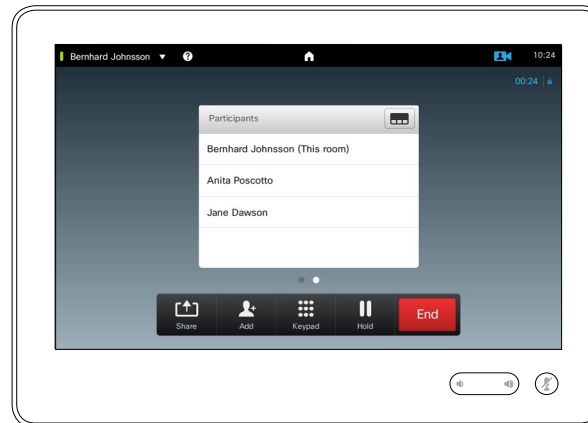 Bernhard Johnsson
?
10:24
00:24
Participants
Bernhard Johnsson (This room)
Anita Poscotto
Jane Dawson
Share
Add
Keypad
Hold
End